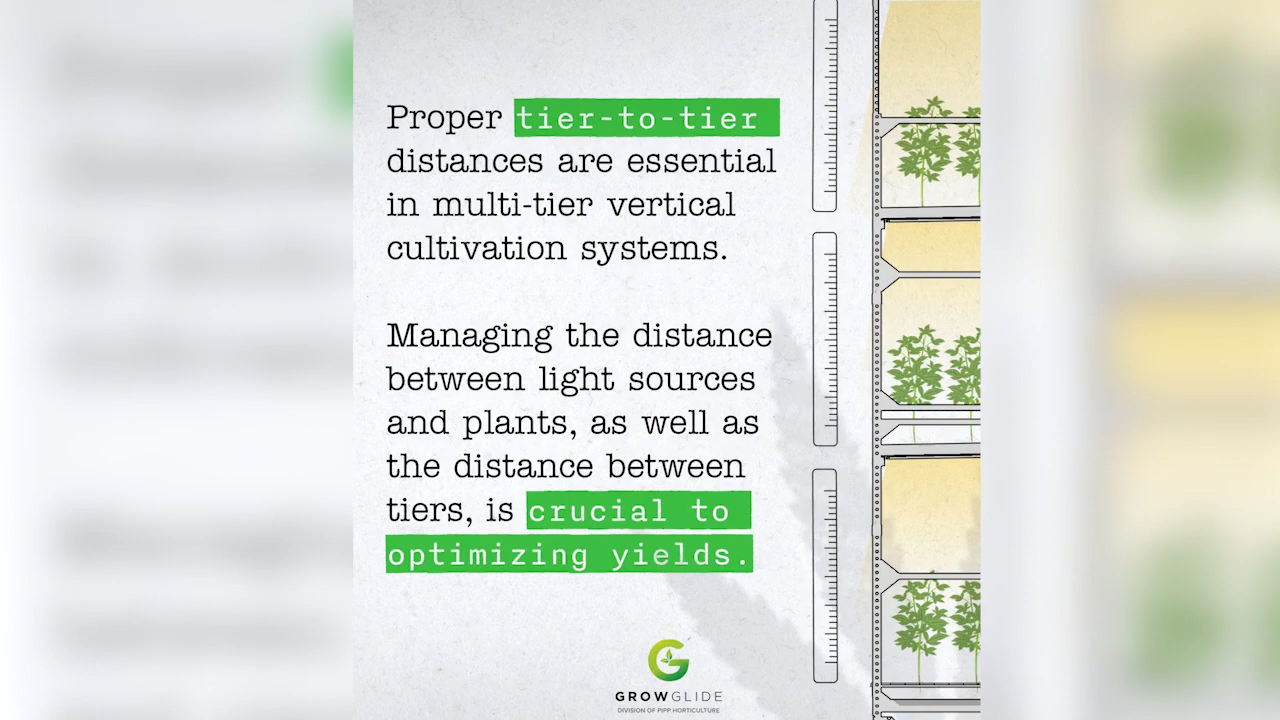 Proper tier-to-tier
distances are essential
in multi-tier vertical
cultivation systems.
Managing the distance
between light sources
and plants, as well as
the distance between
tiers, is crucial to
optimizing yields.
GROWGLIDE
DIVISION OF PIPP HORTICULTURE